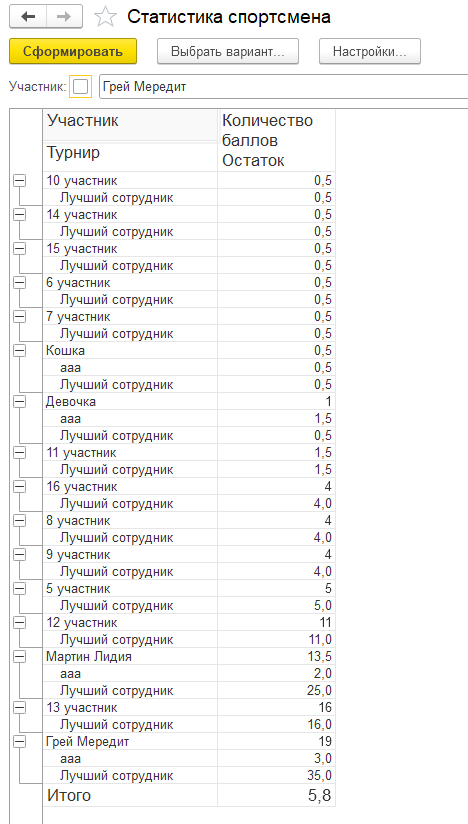 Статистика спортсмена
Сформировать Выбрать вариант... Настройки...
Участник: Грей Мередит
Участник Количество
баллов
Турнир Остаток
10 участник 0,5
Лучший сотрудник 0,5
14 участник 0,5
Лучший сотрудник 0,5
15 участник 0,5
Лучший сотрудник 0,5
6 участник 0,5
Лучший сотрудник 0,5
7 участник 0,5
Лучший сотрудник 0,5
Кошка 0,5
ааа 0,5
Лучший сотрудник 0,5
Девочка 1
ааа 1,5
Лучший сотрудник 0,5
11 участник 1,5
Лучший сотрудник 1,5
16 участник 4
Лучший сотрудник 4,0
8 участник 4
Лучший сотрудник 4,0
9 участник 4
Лучший сотрудник 4,0
5 участник 5
Лучший сотрудник 5,0
12 участник 11
Лучший сотрудник 11,0
Мартин Лидия 13,5
ааа 2,0
Лучший сотрудник 25,0
13 участник 16
Лучший сотрудник 16,0
Грей Мередит 19
ааа 3,0
Лучший сотрудник 35,0
Итого 5,8